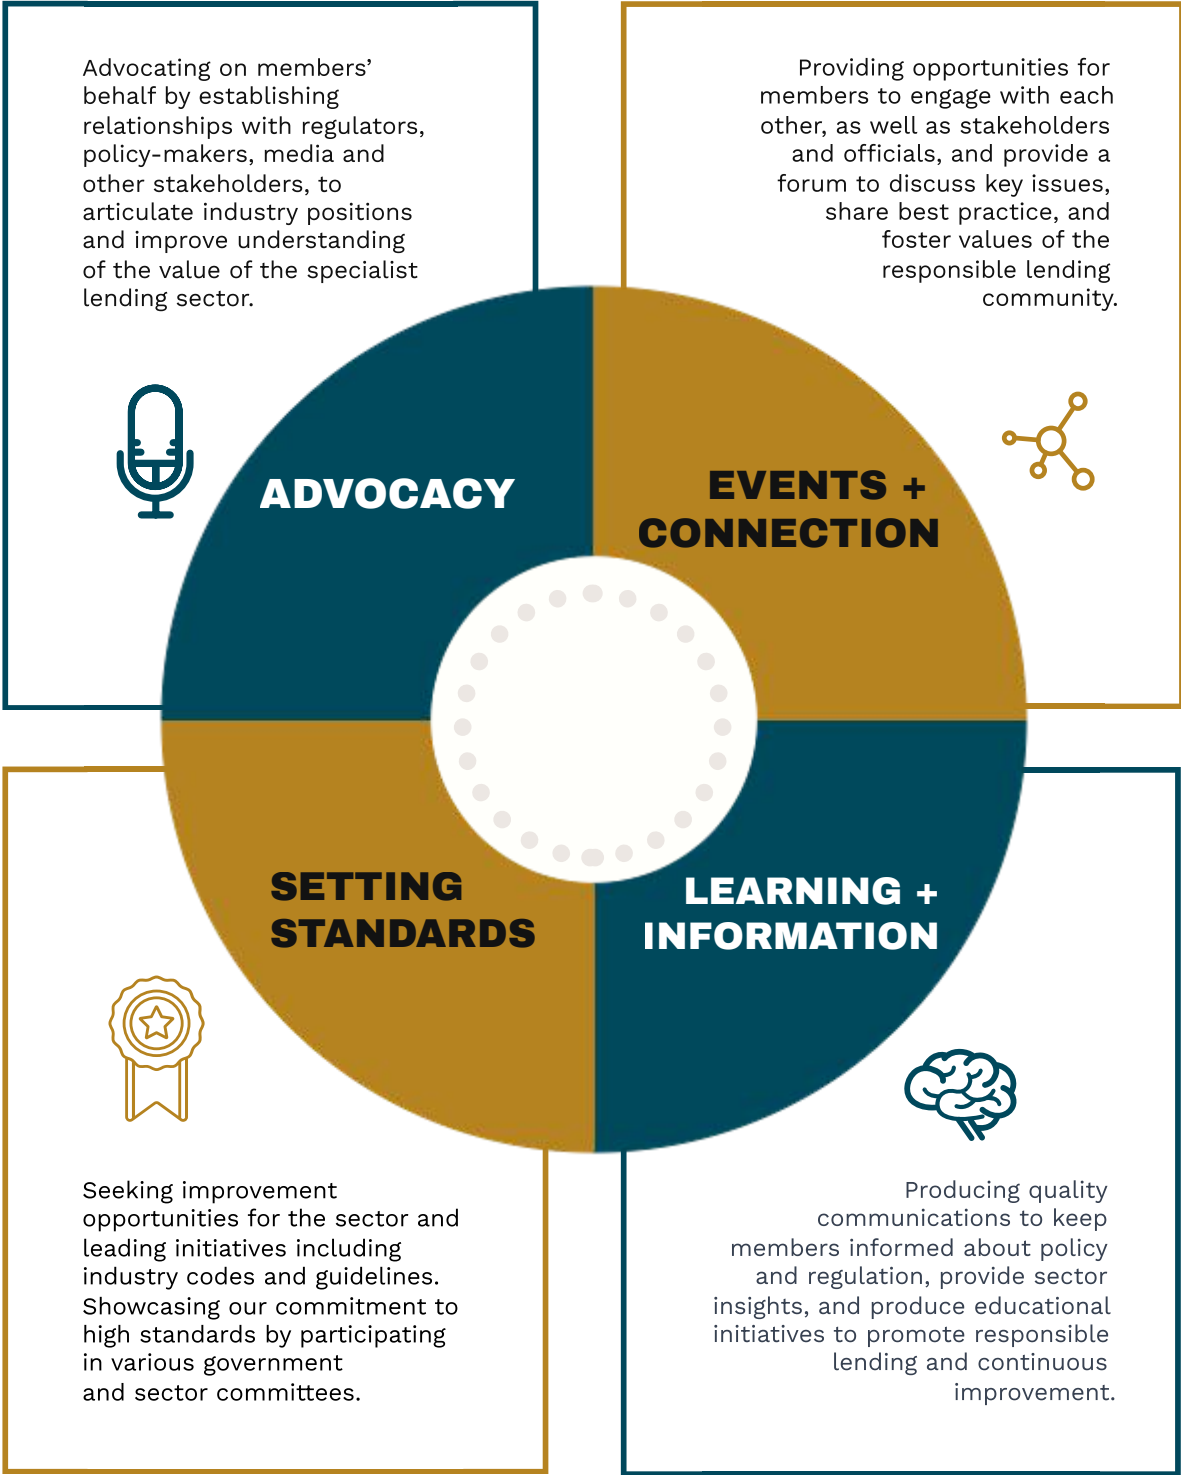 Advocating on members’
behalf by establishing
relationships with regulators,
policy-makers, media and
other stakeholders, to
articulate industry positions
and improve understanding
of the value of the specialist
lending sector.
Providing opportunities for
members to engage with each
other, as well as stakeholders
and officials, and provide a
forum to discuss key issues,
share best practice, and
foster values of the
responsible lending
community.
ADVOCACY
EVENTS +
CONNECTION
SETTING
STANDARDS
LEARNING +
INFORMATION
Seeking improvement
opportunities for the sector and
leading initiatives including
industry codes and guidelines.
Showcasing our commitment to
high standards by participating
in various government
and sector committees.
Producing quality
communications to keep
members informed about policy
and regulation, provide sector
insights, and produce educational
initiatives to promote responsible
lending and continuous
improvement.